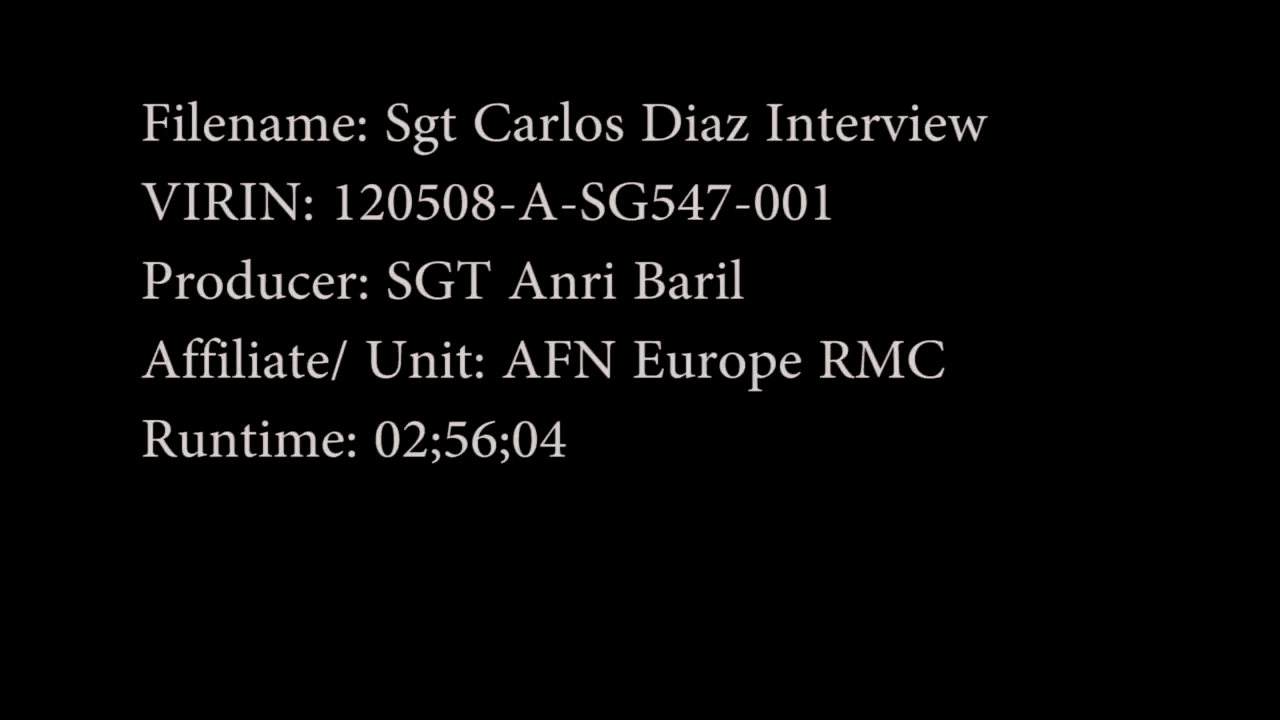 Filename: Sgt Carlos Diaz Interview
VIRIN: 120508-A-SG547-001
Producer: SGT Anri Baril
Affiliate/ Unit: AFN Europe RMC
Runtime: 02;56;04